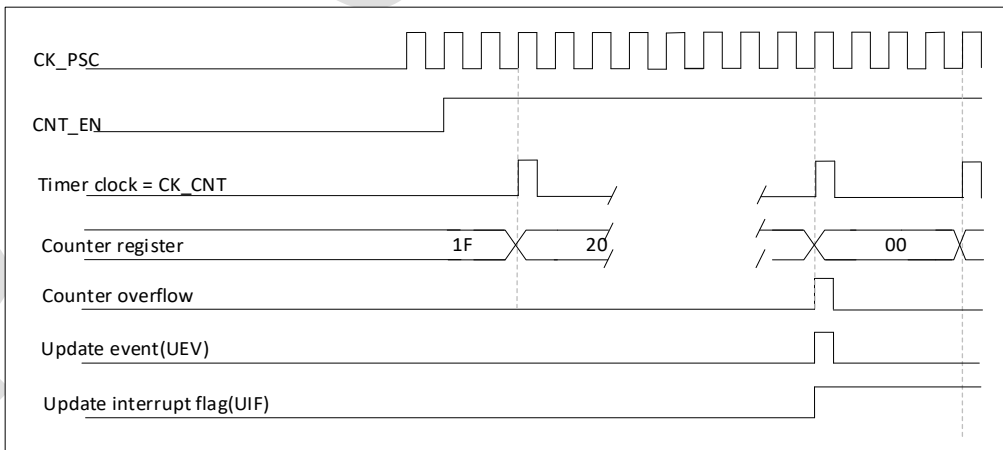 CK_PSC
CNT_EN
Timer clock = CK_CNT
Counter register 1F 20 00
Counter overflow
Update event(UEV)
Update interrupt flag(UIF)